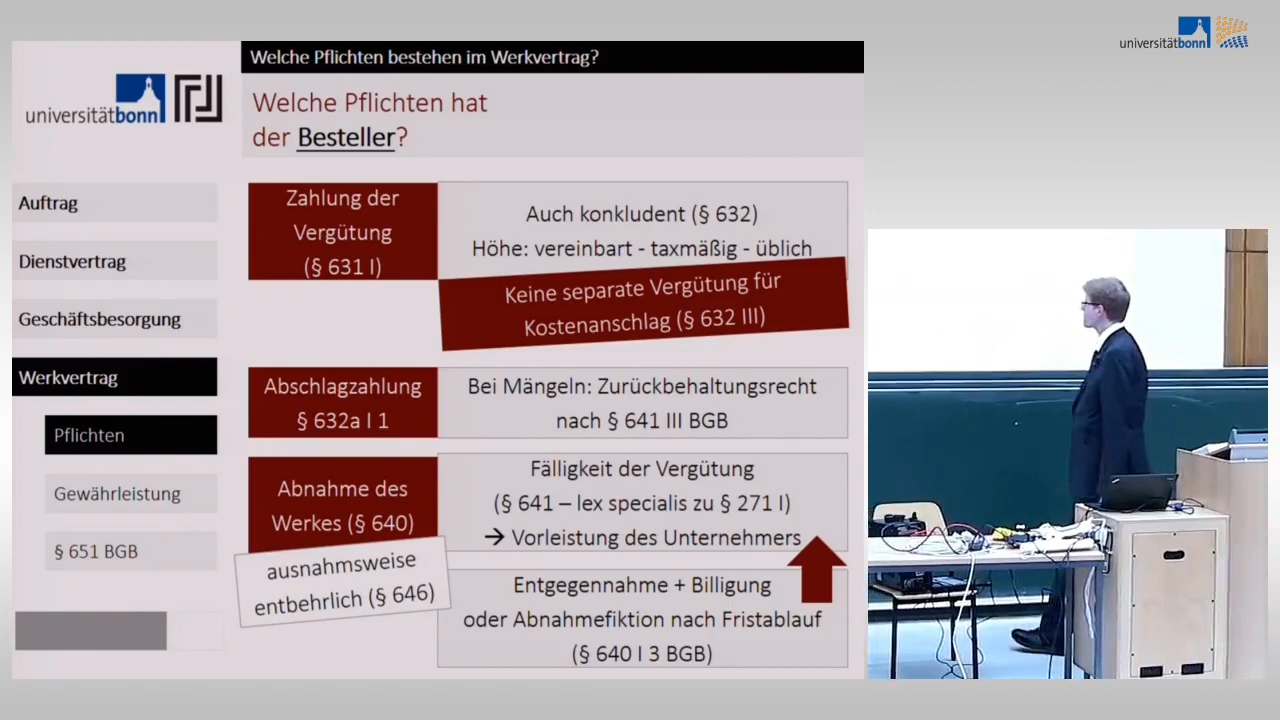 universitätbonn
Welche Pflichten bestehen im Werkvertrag?
universitätbonn
Welche Pflichten hat
der Besteller?
Auftrag
Dienstvertrag
Geschäftsbesorgung
Werkvertrag
Pflichten
Gewährleistung
§ 651 BGB
Zahlung der
Vergütung
(§ 631 I)
Auch konkludent (§ 632)
Höhe: vereinbart - taxmäßig - üblich
Keine separate Vergütung für
Kostenanschlag (§ 632 III)
Abschlagzahlung
§ 632a I 1
Bei Mängeln: Zurückbehaltungsrecht
nach § 641 III BGB
Abnahme des
Werkes (§ 640)
ausnahmsweise
entbehrlich (§ 646)
Fälligkeit der Vergütung
(§ 641 – lex specialis zu § 271 I)
→ Vorleistung des Unternehmers
Entgegennahme + Billigung
oder Abnahmefiktion nach Fristablauf
(§ 640 I 3 BGB)